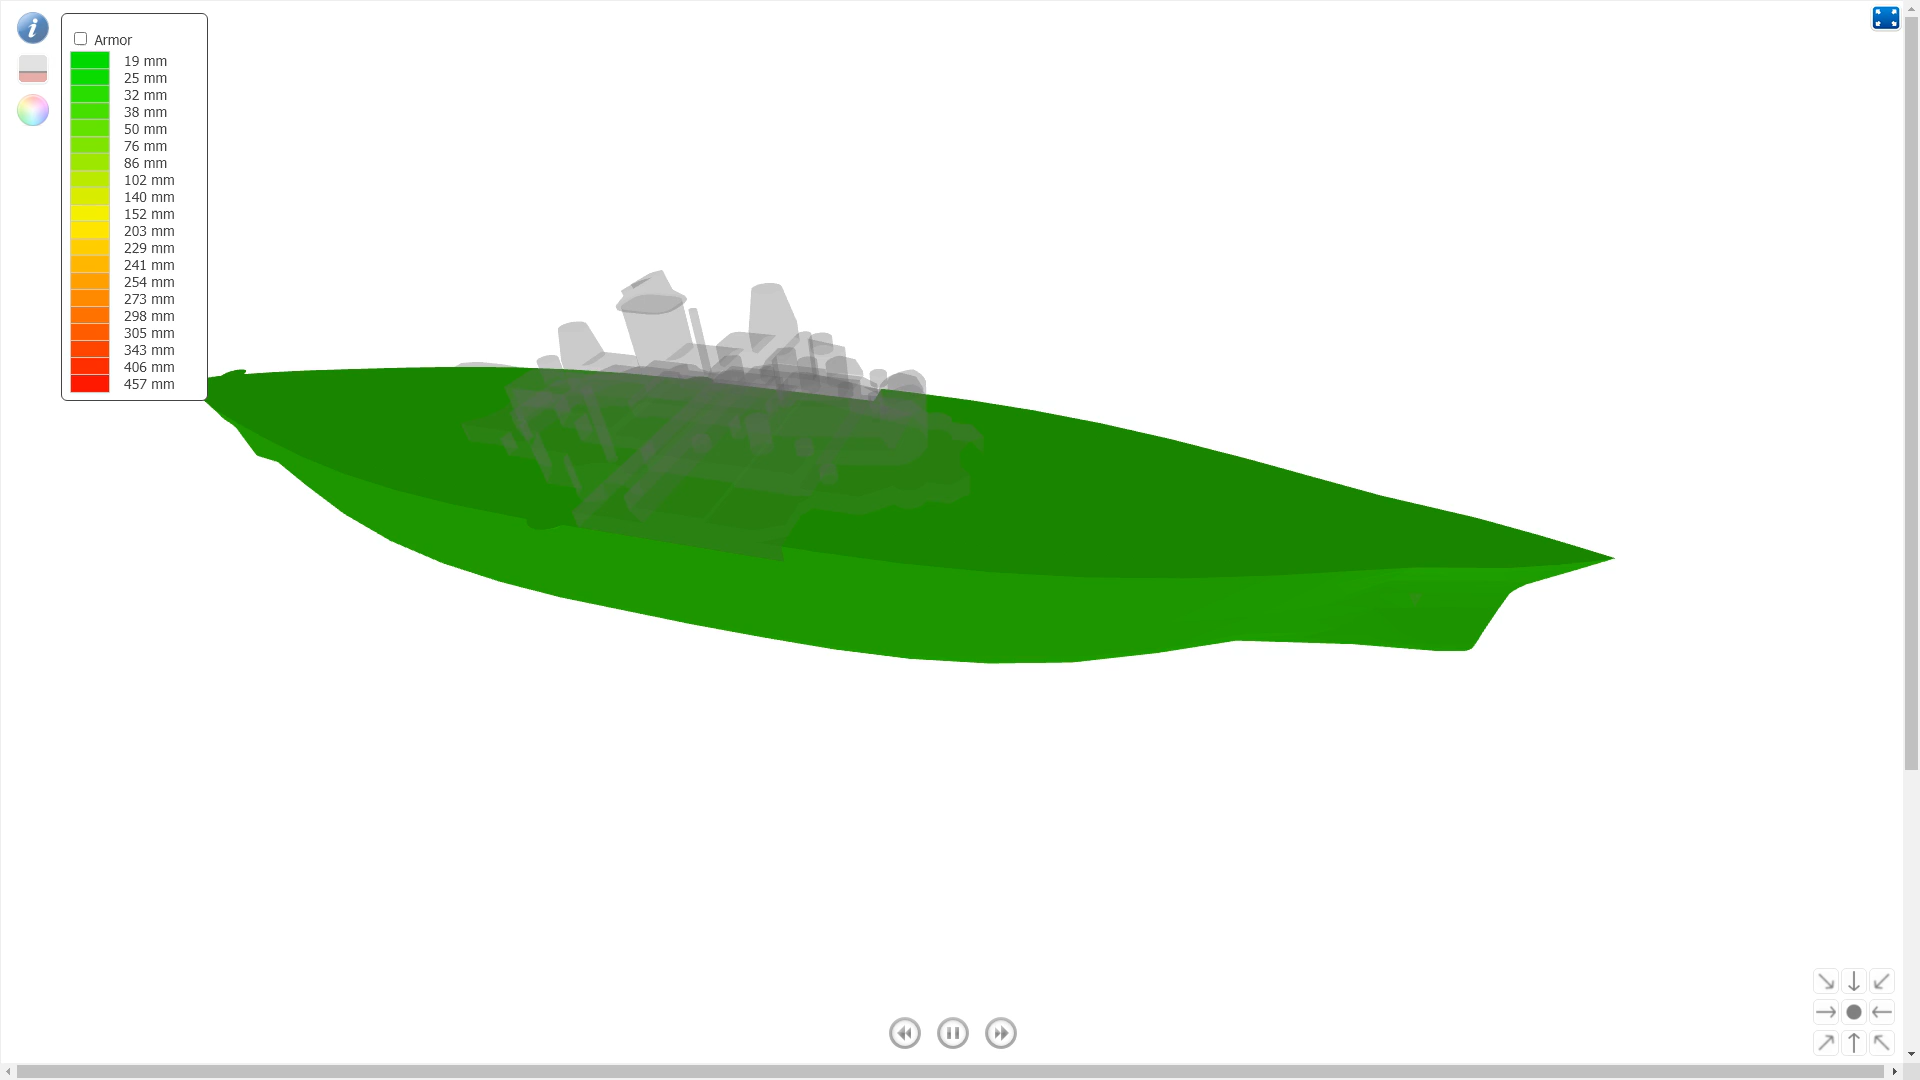 Armor
19 mm
25 mm
32 mm
38 mm
50 mm
76 mm
86 mm
102 mm
140 mm
152 mm
203 mm
229 mm
241 mm
254 mm
273 mm
298 mm
305 mm
343 mm
406 mm
457 mm